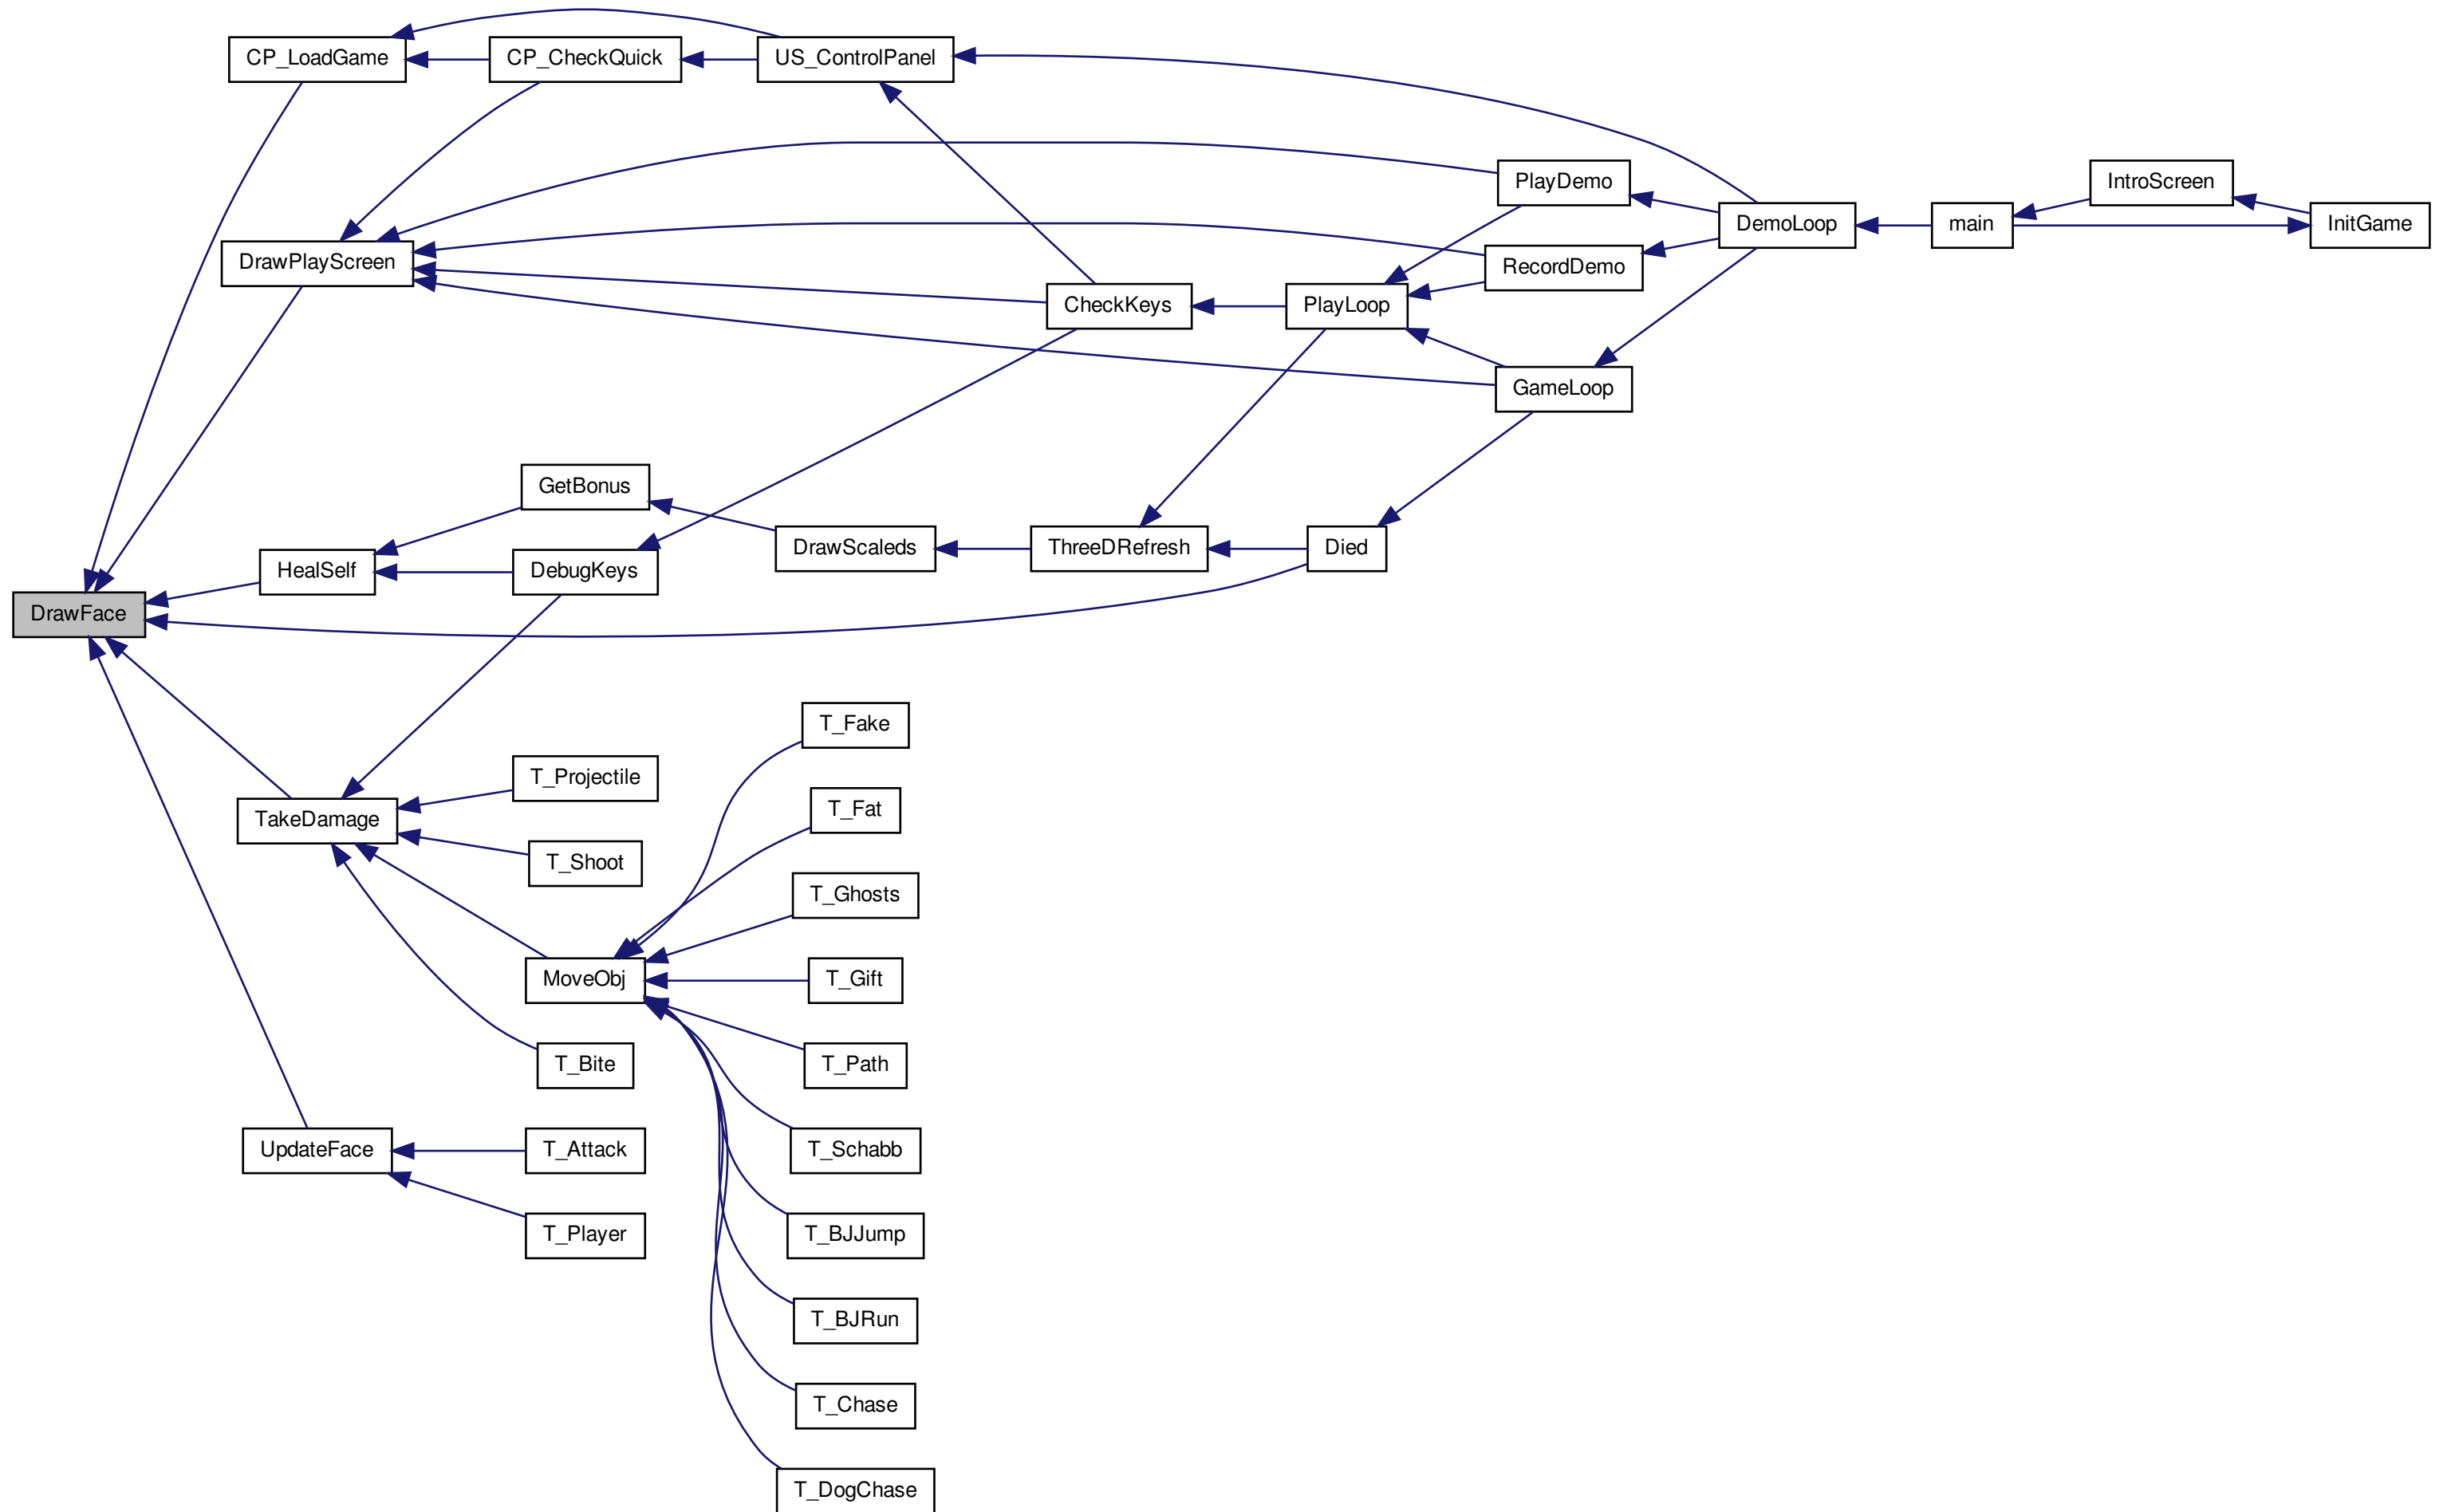 CP_LoadGame
CP_CheckQuick
US_ControlPanel
PlayDemo
IntroScreen
DemoLoop
main
InitGame
DrawPlayScreen
RecordDemo
CheckKeys
PlayLoop
GameLoop
GetBonus
DrawScaleds
ThreeDRefresh
Died
HealSelf
DebugKeys
DrawFace
T_Fake
T_Projectile
T_Fat
TakeDamage
T_Shoot
T_Ghosts
MoveObj
T_Gift
T_Bite
T_Path
UpdateFace
T_Attack
T_Schabb
T_Player
T_BJJump
T_BJRun
T_Chase
T_DogChase